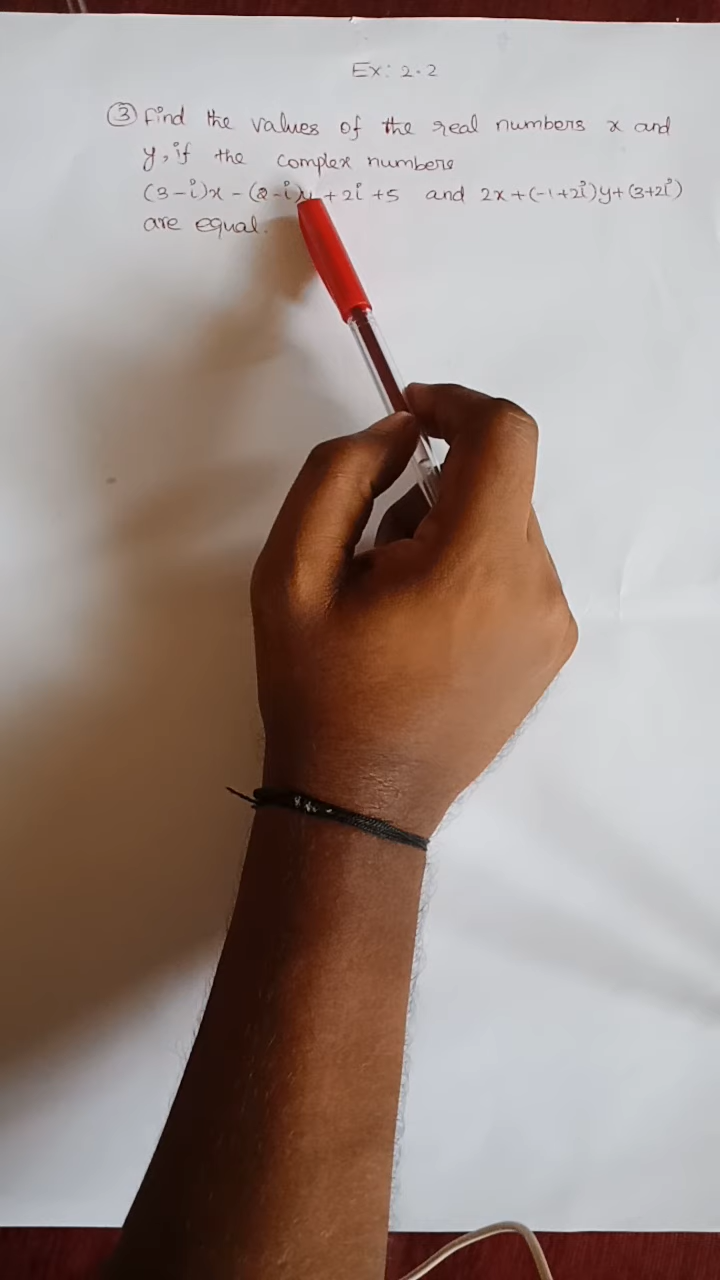 Ex: 2.2
③ Find the values of the real numbers x and
y, if the complex numbers
(3-i)x - (2-i)y + 2i + 5 and 2x + (-1+2i)y + (3+2i)
are equal.